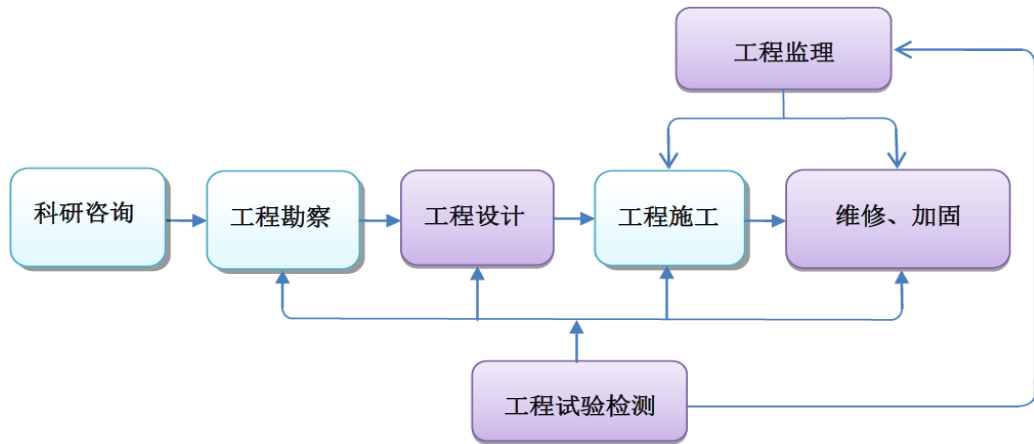 工程监理
科研咨询
工程勘察
工程设计
工程施工
维修、加固
工程试验检测